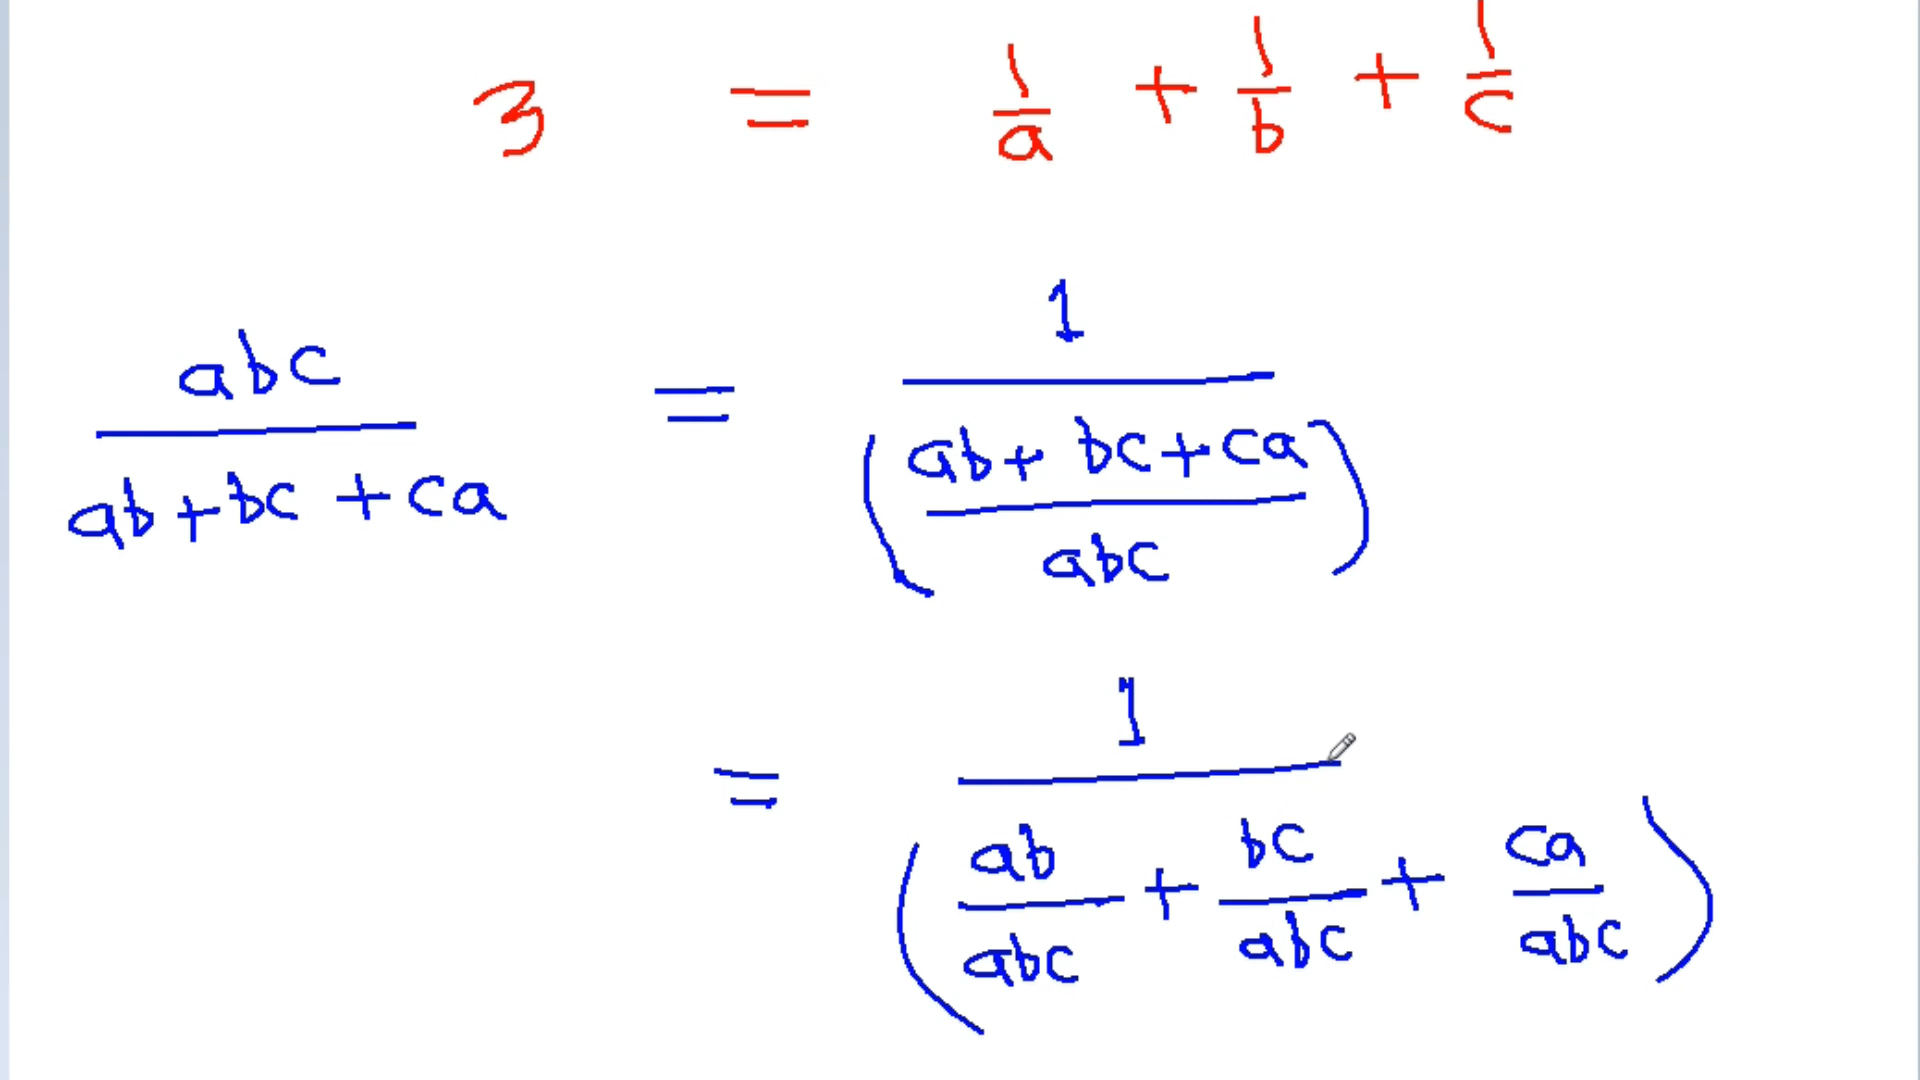 3 = 1/a + 1/b + 1/c
abc/(ab+bc+ca) = 1/((ab+bc+ca)/abc)
= 1/(ab/abc + bc/abc + ca/abc)